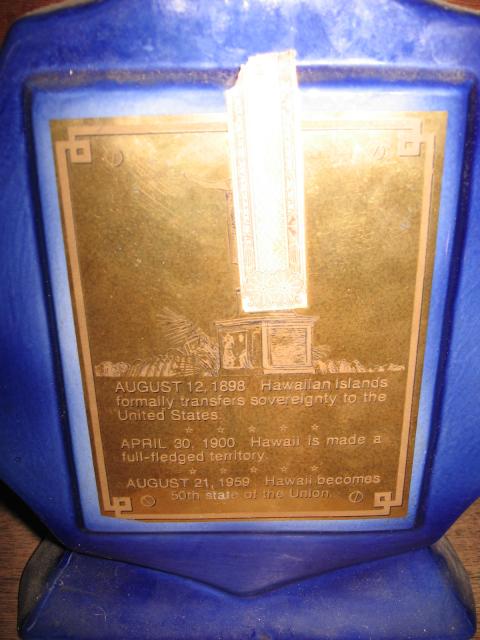 AUGUST 12, 1898 Hawaiian Islands
formally transfers sovereignty to the
United States.
APRIL 30, 1900 Hawaii is made a
full-fledged territory.
AUGUST 21, 1959 Hawaii becomes
50th state of the Union.